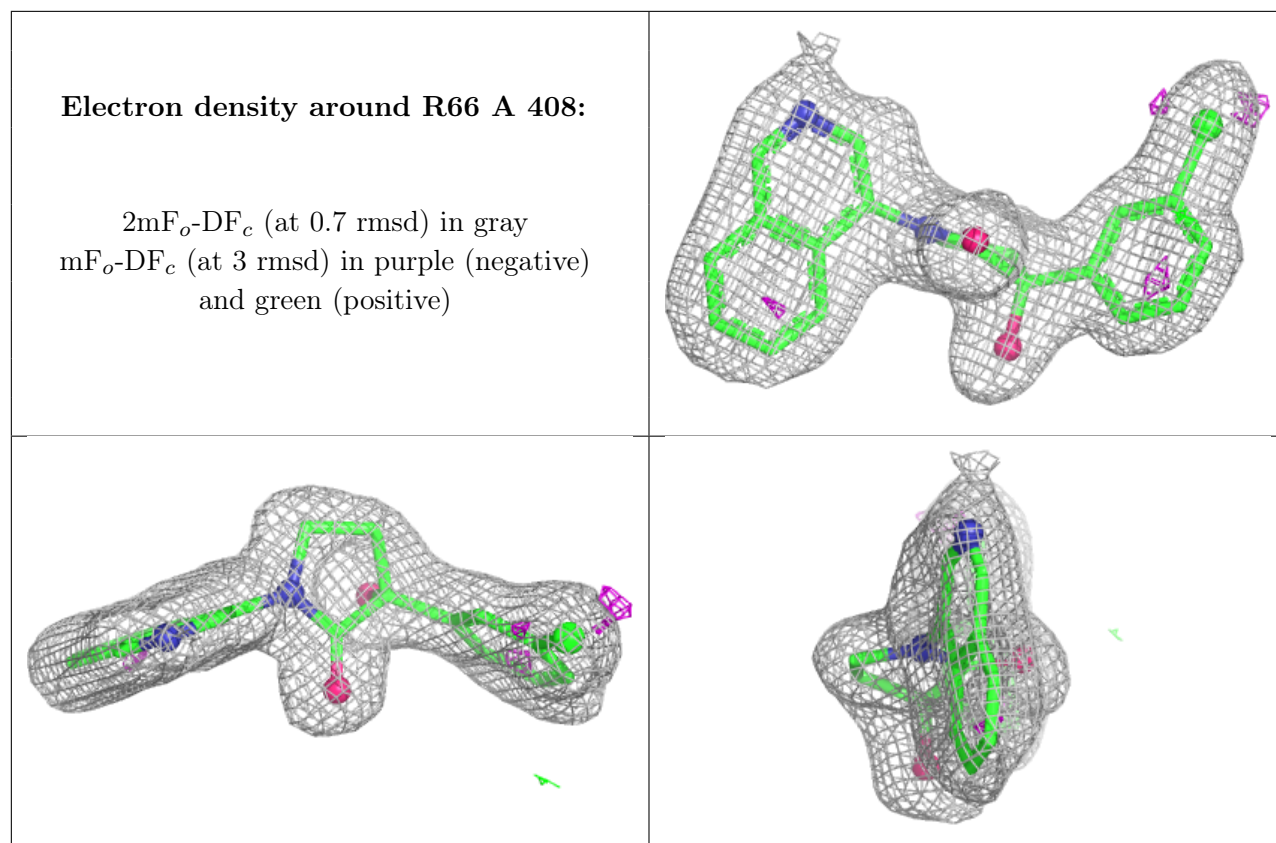 Electron density around R66 A 408:
2mFo-DFc (at 0.7 rmsd) in gray
mFo-DFc (at 3 rmsd) in purple (negative)
and green (positive)